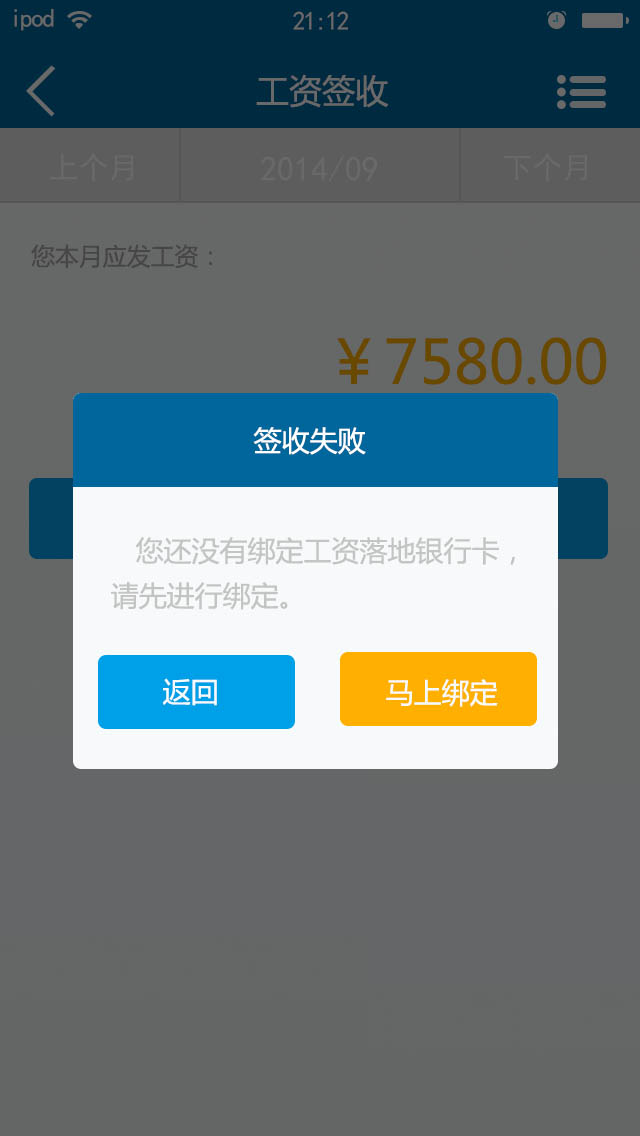 ipod 21:12
工资签收
上个月 2014/09 下个月
您本月应发工资：
￥7580.00
签收失败
您还没有绑定工资落地银行卡，
请先进行绑定。
返回 马上绑定